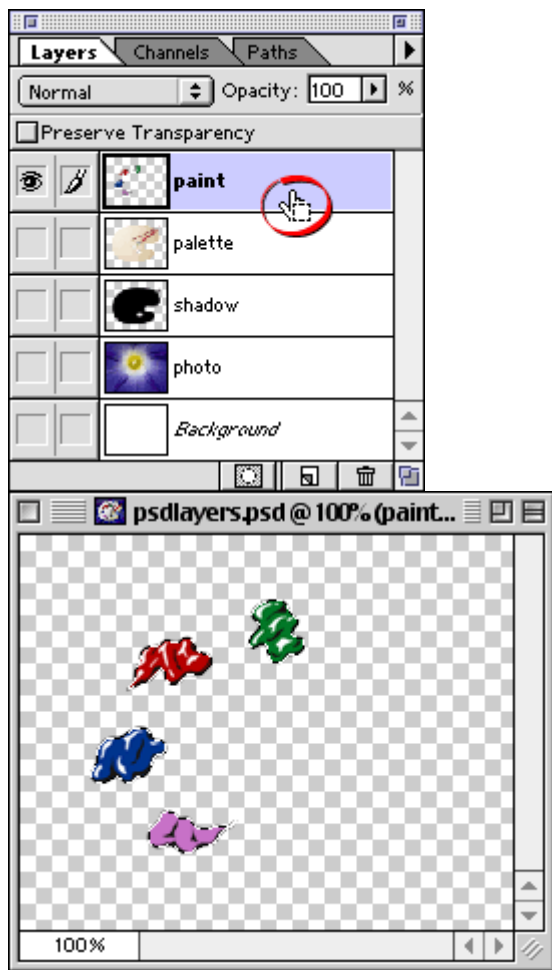 Layers Channels Paths
Normal Opacity: 100 %
Preserve Transparency
paint
palette
shadow
photo
Background
psdlayers.psd @ 100% (paint...
100%